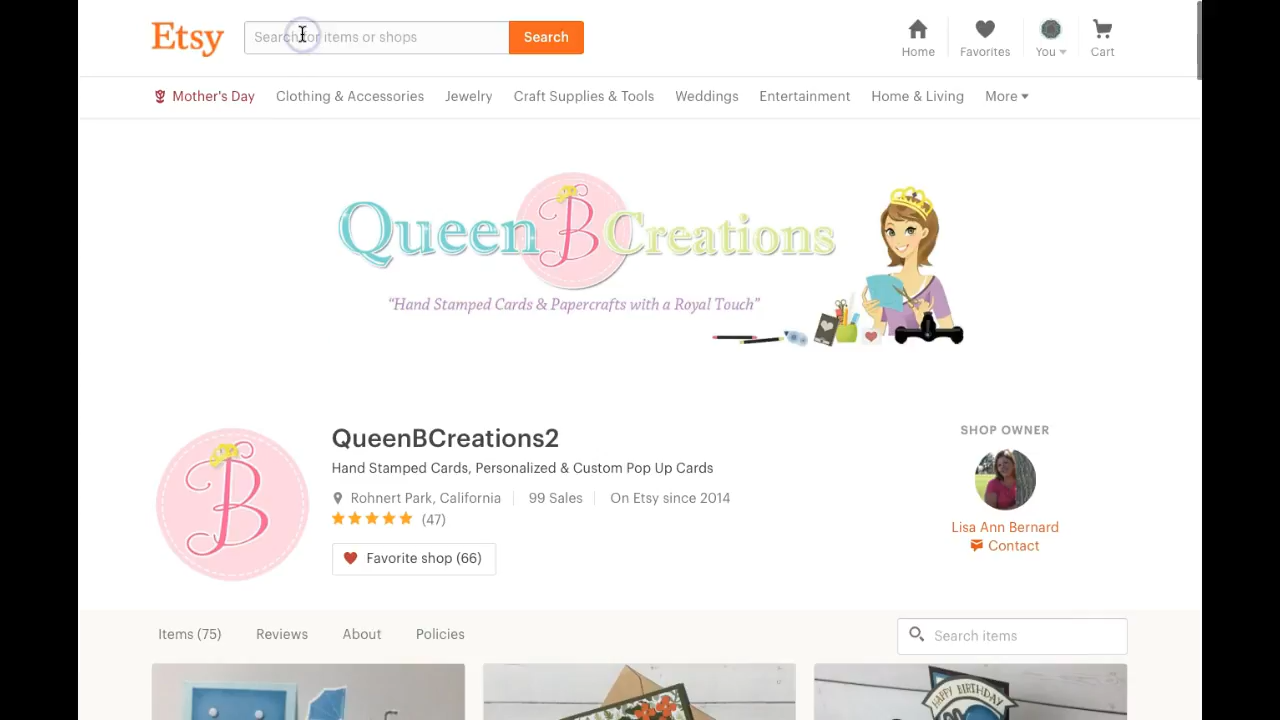 Etsy
Search for items or shops
Search
Home
Favorites
You
Cart
Mother's Day
Clothing & Accessories
Jewelry
Craft Supplies & Tools
Weddings
Entertainment
Home & Living
More
Queen B Creations
"Hand Stamped Cards & Papercrafts with a Royal Touch"
B
QueenBCreations2
Hand Stamped Cards, Personalized & Custom Pop Up Cards
Rohnert Park, California
99 Sales
On Etsy since 2014
(47)
Favorite shop (66)
SHOP OWNER
Lisa Ann Bernard
Contact
Items (75)
Reviews
About
Policies
Search items
HAPPY BIRTHDAY